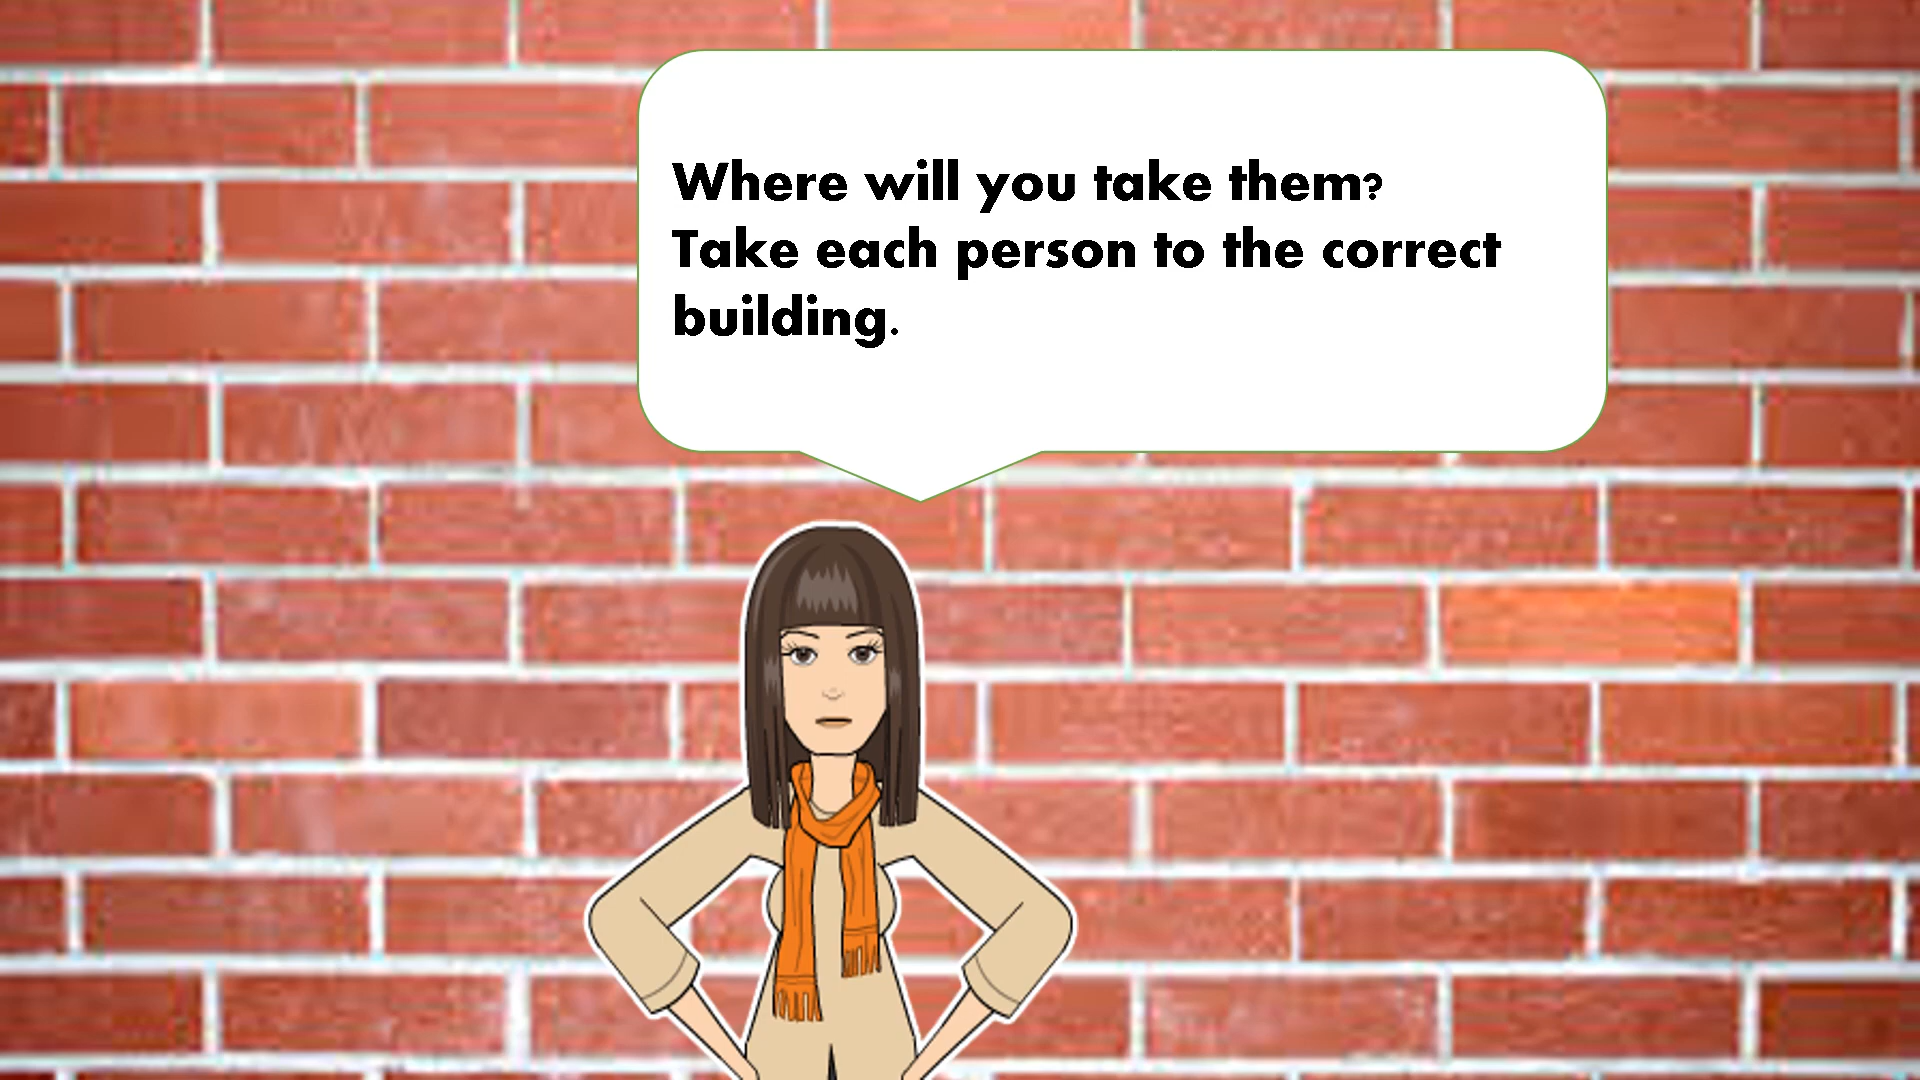 Where will you take them?
Take each person to the correct
building.